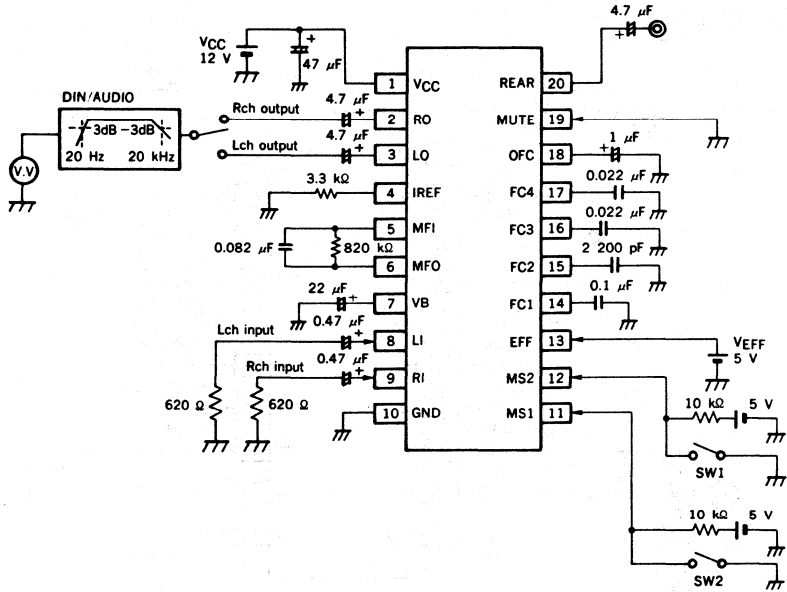 4.7 µF
+
VCC
12 V
+
47 µF
1
VCC
REAR
20
DIN/AUDIO
Rch output
4.7 µF
+
2
RO
MUTE
19
3dB –3dB
20 Hz
20 kHz
Lch output
4.7 µF
+
3
LO
OFC
18
1 µF
+
V.V
3.3 kΩ
4
IREF
FC4
17
0.022 µF
0.082 µF
820 kΩ
5
MFI
FC3
16
0.022 µF
6
MFO
FC2
15
2 200 pF
22 µF
+
7
VB
FC1
14
0.1 µF
Lch input
0.47 µF
+
8
LI
EFF
13
VEFF
5 V
Rch input
0.47 µF
+
9
RI
MS2
12
620 Ω
620 Ω
10
GND
MS1
11
10 kΩ
5 V
SW1
10 kΩ
5 V
SW2